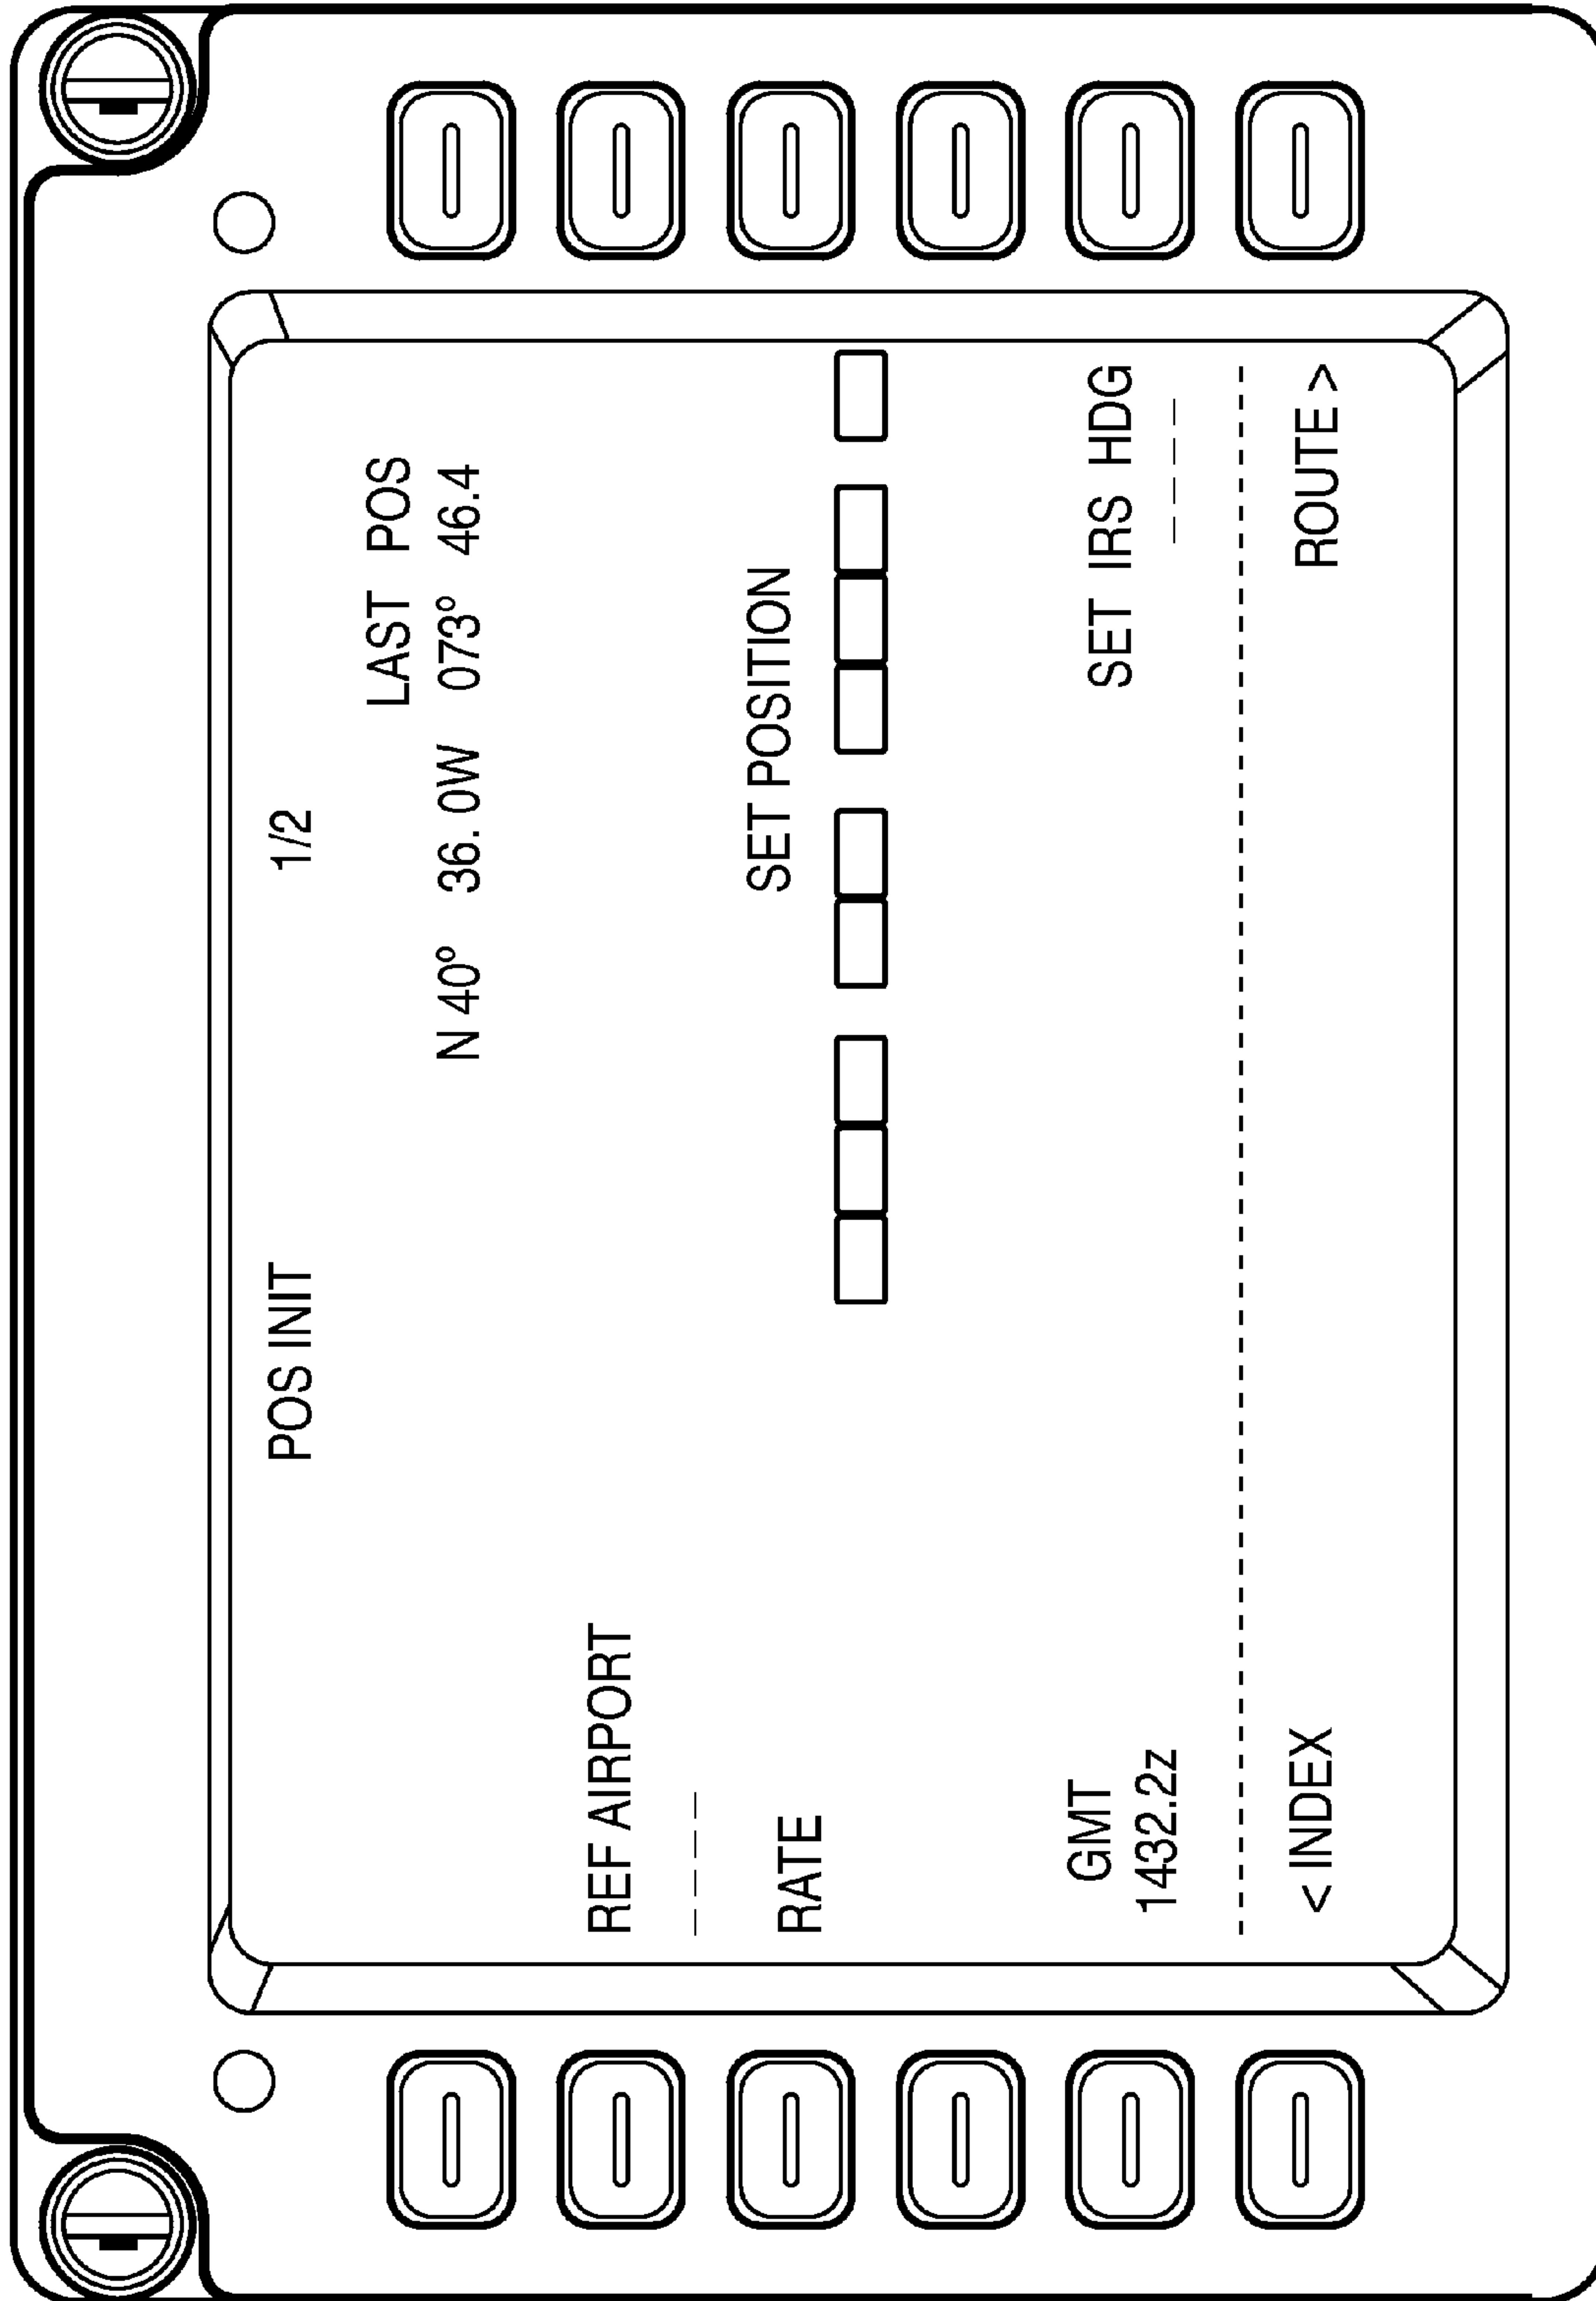 POS INIT 1/2
LAST POS
N 40° 36.0W 073° 46.4
REF AIRPORT
_ _ _ _
RATE SET POSITION
GMT SET IRS HDG
1432.2z _ _ _ _
< INDEX ROUTE >